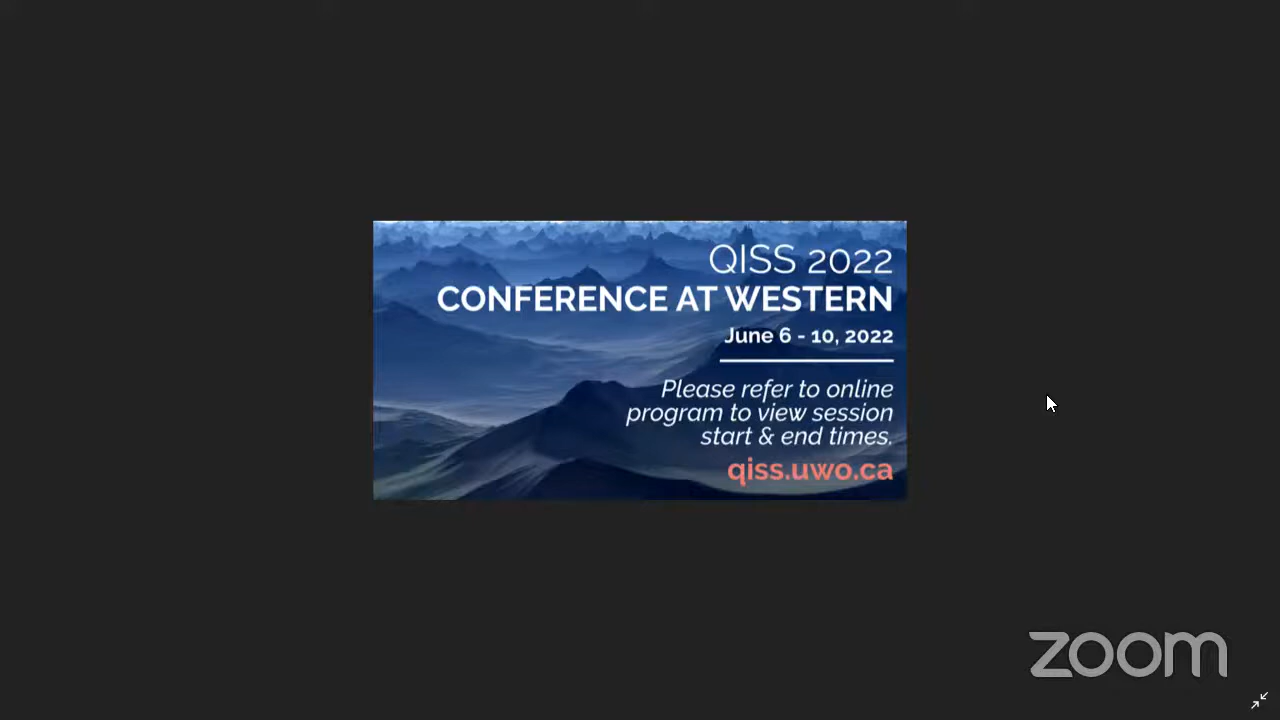 QISS 2022
CONFERENCE AT WESTERN
June 6 - 10, 2022
Please refer to online
program to view session
start & end times.
qiss.uwo.ca
zoom